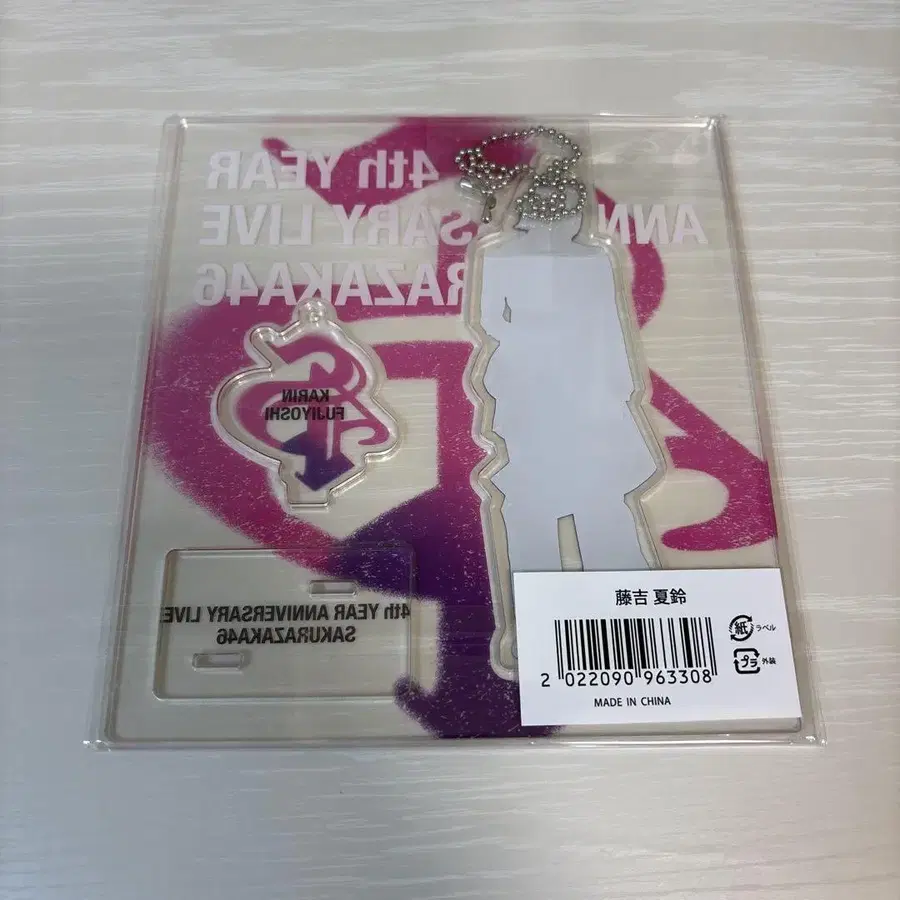 4th YEAR
ANN SARY LIVE
RAZAKA46
KARIN
FUJIYOSHI
4th YEAR ANNIVERSARY LIVE
SAKURAZAKA46
藤吉 夏鈴
2 022090 963308
MADE IN CHINA
紙 ラベル
プラ 外装